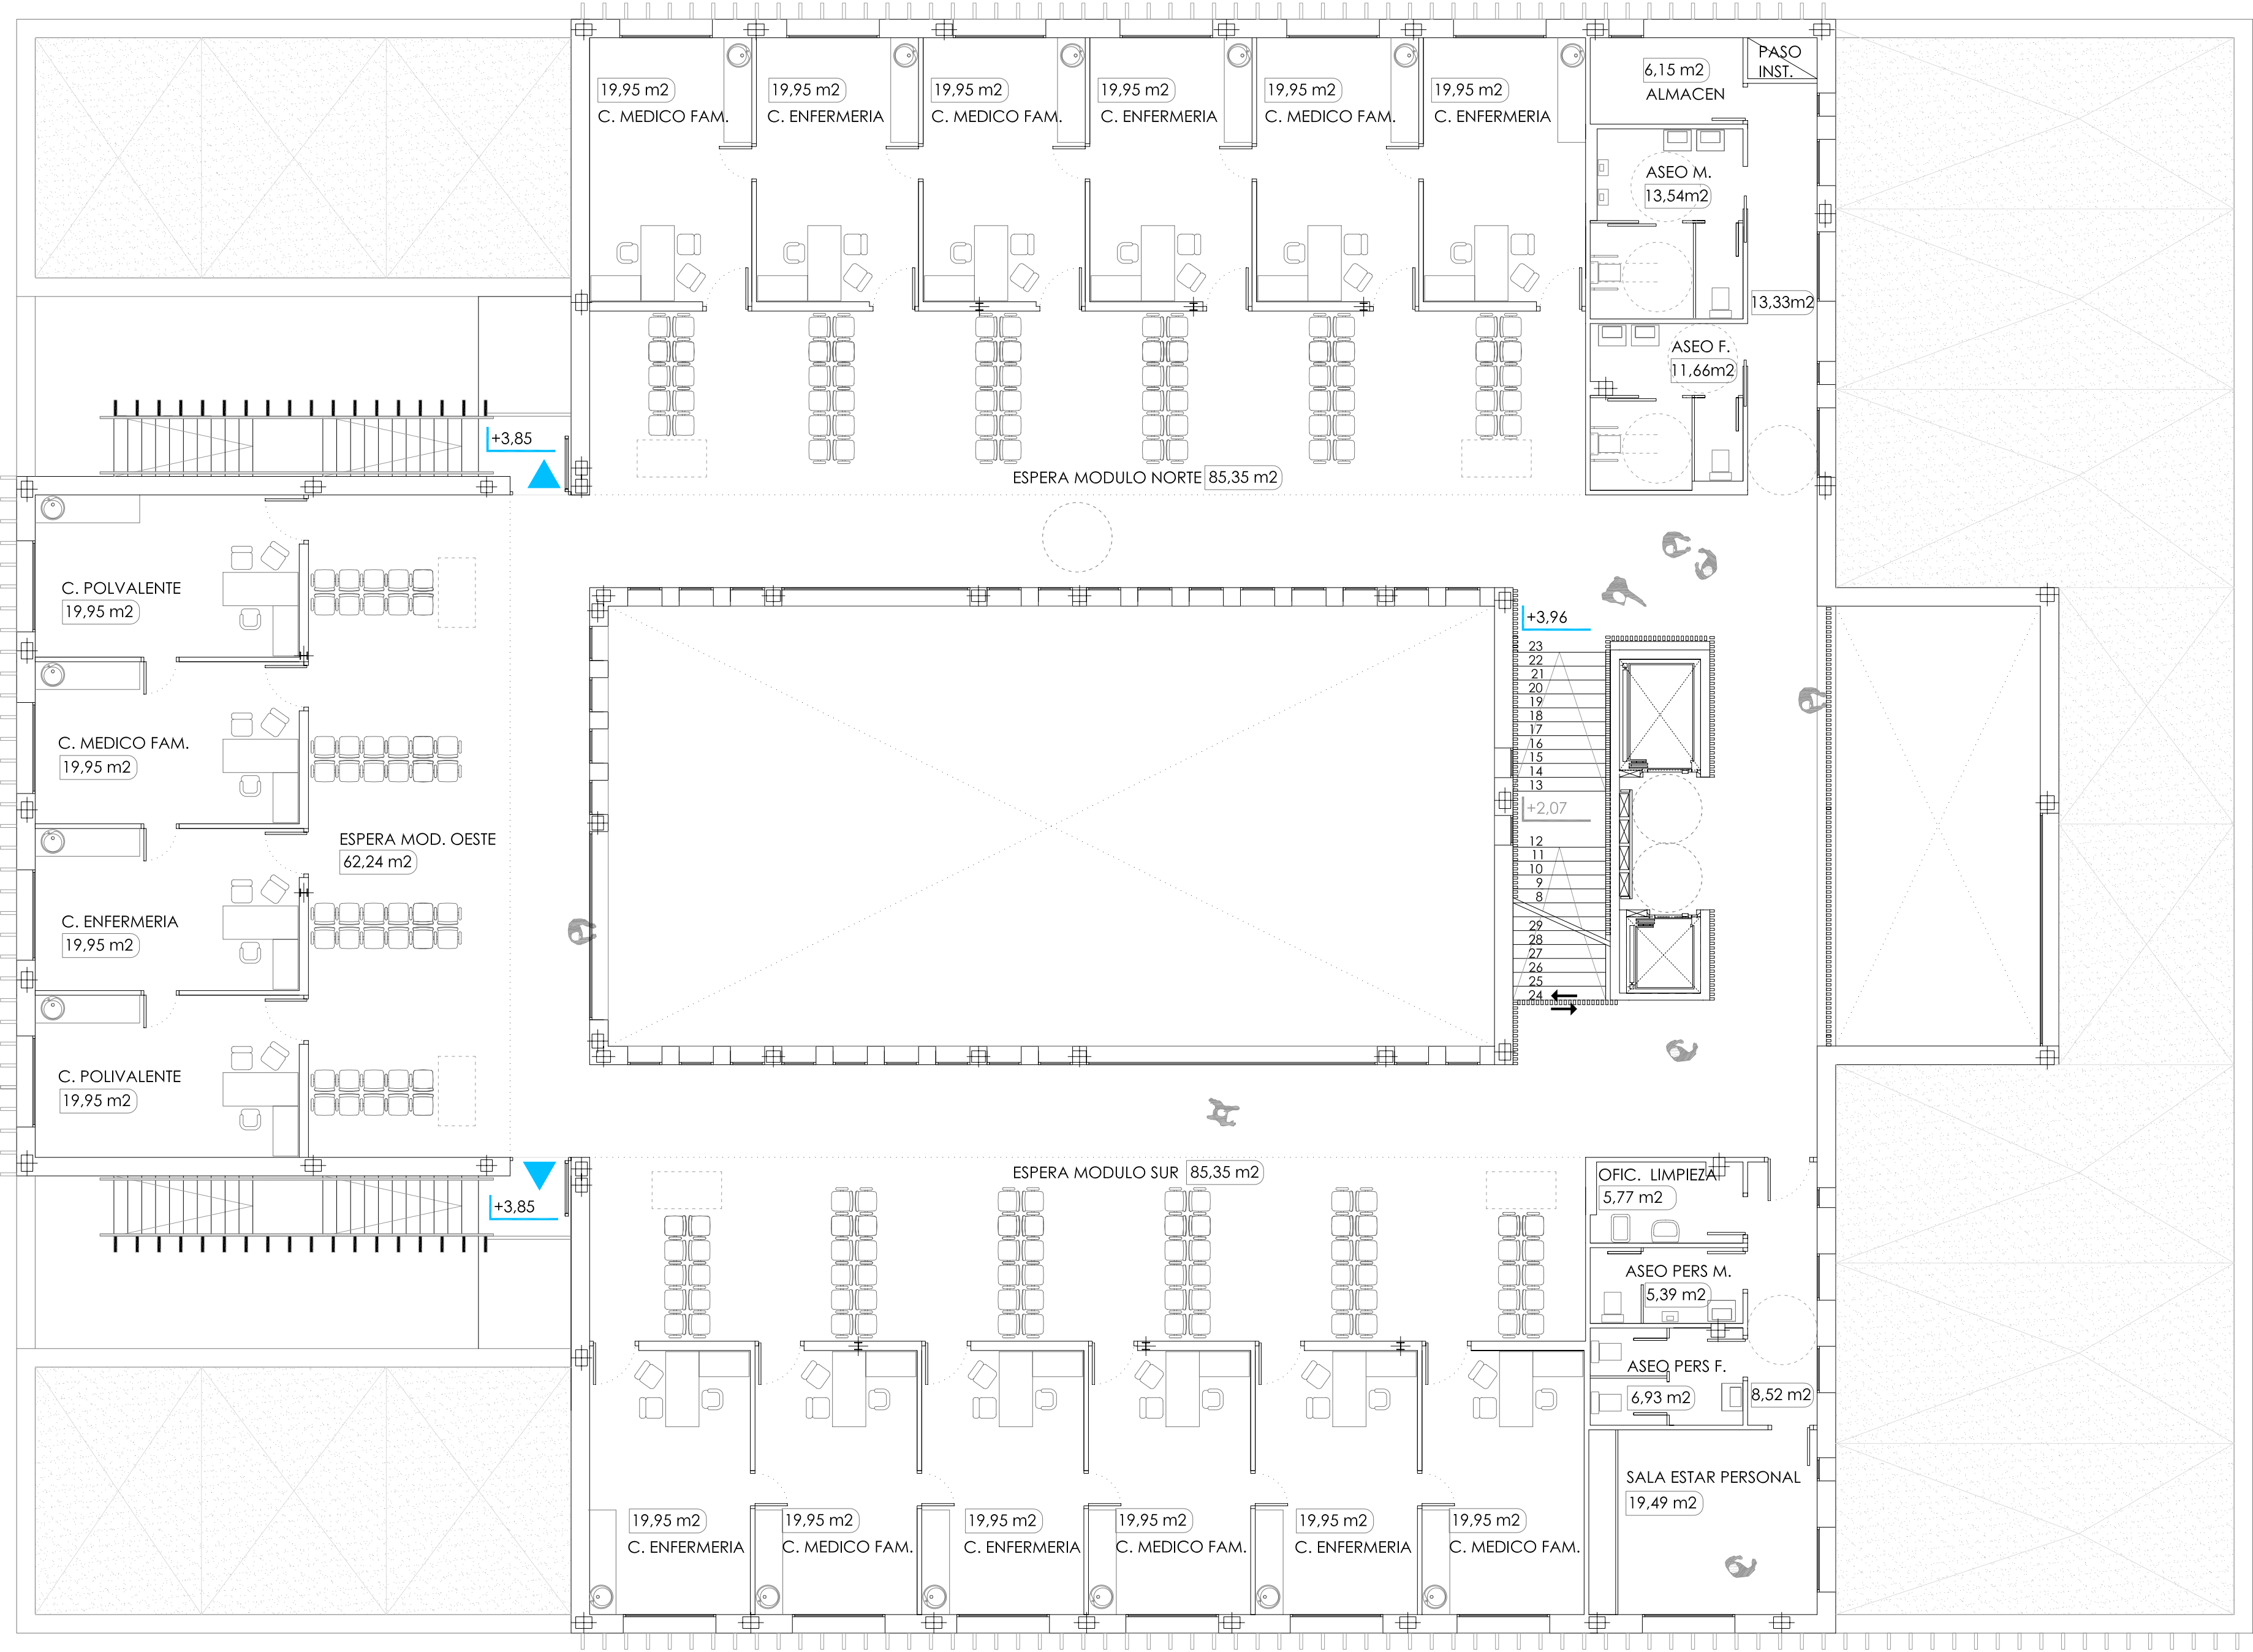 PASO
INST.
19,95 m2
C. MEDICO FAM.
19,95 m2
C. ENFERMERIA
19,95 m2
C. MEDICO FAM.
19,95 m2
C. ENFERMERIA
19,95 m2
C. MEDICO FAM.
19,95 m2
C. ENFERMERIA
6,15 m2
ALMACEN
ASEO M.
13,54m2
13,33m2
ASEO F.
11,66m2
+3,85
ESPERA MODULO NORTE 85,35 m2
C. POLVALENTE
19,95 m2
C. MEDICO FAM.
19,95 m2
ESPERA MOD. OESTE
62,24 m2
C. ENFERMERIA
19,95 m2
C. POLIVALENTE
19,95 m2
+3,96
23
22
21
20
19
18
17
16
15
14
13
+2,07
12
11
10
9
8
29
28
27
26
25
24
+3,85
ESPERA MODULO SUR 85,35 m2
OFIC. LIMPIEZA
5,77 m2
ASEO PERS M.
5,39 m2
ASEO PERS F.
6,93 m2
8,52 m2
SALA ESTAR PERSONAL
19,49 m2
19,95 m2
C. ENFERMERIA
19,95 m2
C. MEDICO FAM.
19,95 m2
C. ENFERMERIA
19,95 m2
C. MEDICO FAM.
19,95 m2
C. ENFERMERIA
19,95 m2
C. MEDICO FAM.